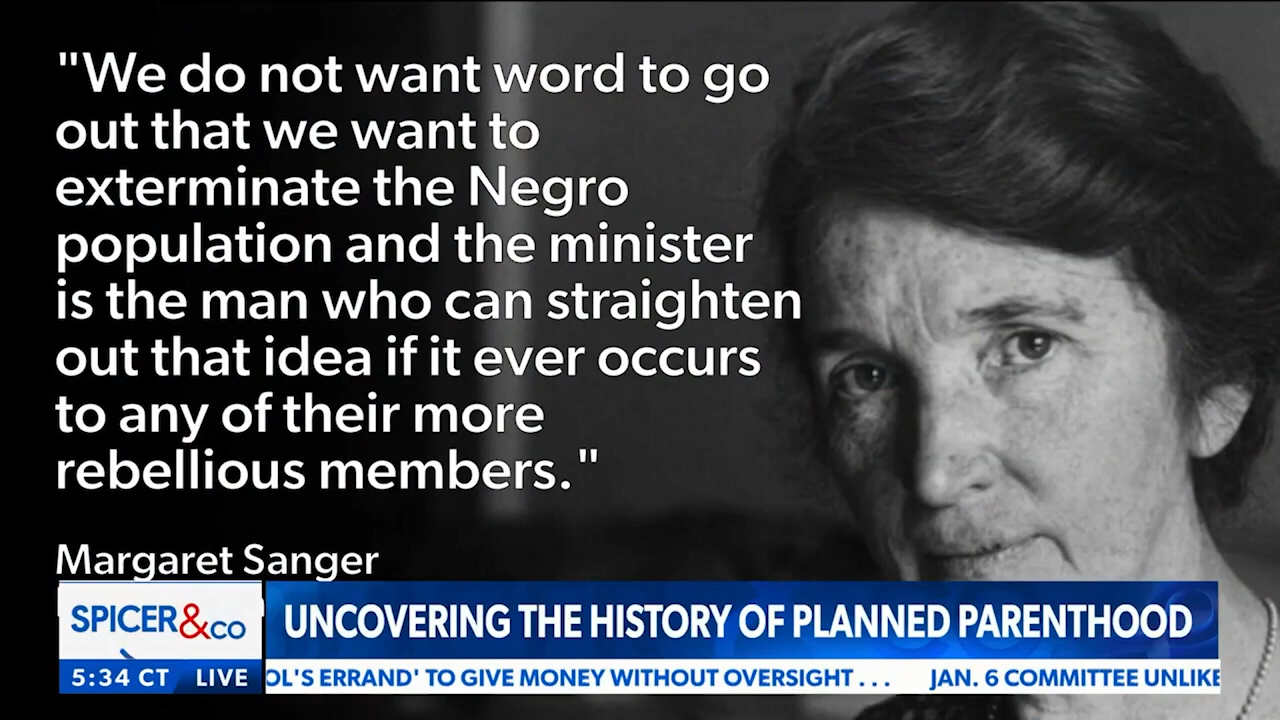 "We do not want word to go
out that we want to
exterminate the Negro
population and the minister
is the man who can straighten
out that idea if it ever occurs
to any of their more
rebellious members."
Margaret Sanger
SPICER&CO
UNCOVERING THE HISTORY OF PLANNED PARENTHOOD
5:34 CT LIVE
OL'S ERRAND' TO GIVE MONEY WITHOUT OVERSIGHT . . . JAN. 6 COMMITTEE UNLIKE